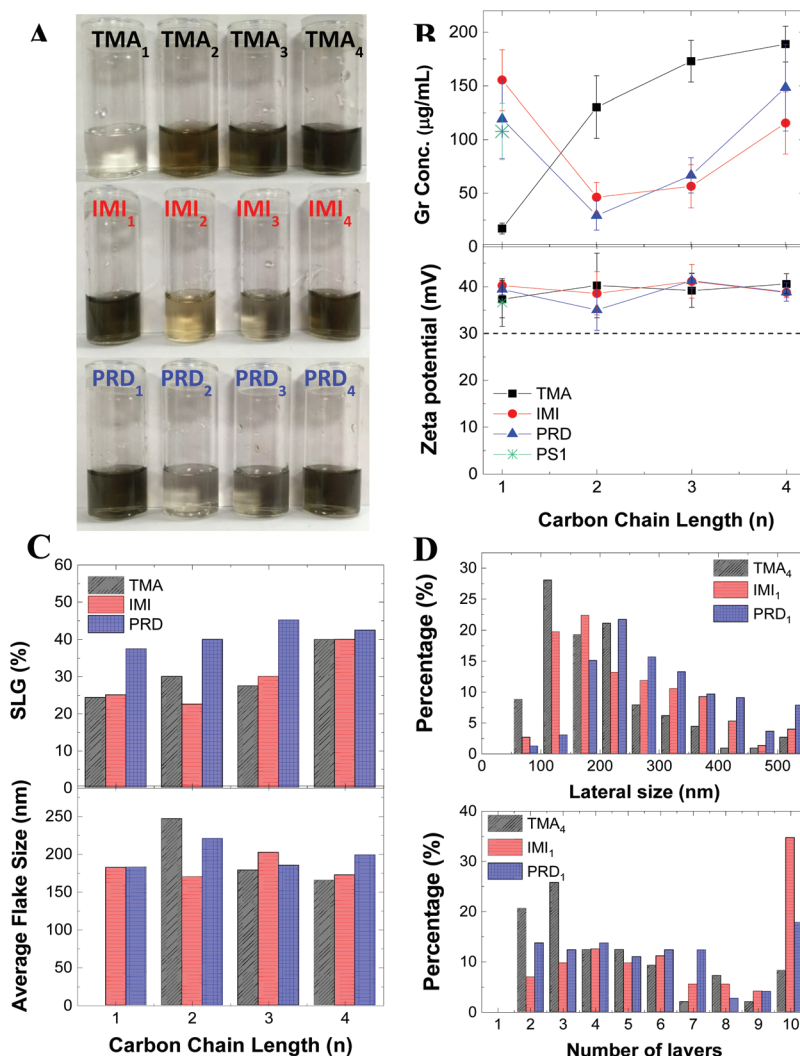 A
TMA1 TMA2 TMA3 TMA4
IMI1 IMI2 IMI3 IMI4
PRD1 PRD2 PRD3 PRD4
B
Gr Conc. (μg/mL)
200
150
100
50
0
Zeta potential (mV)
40
30
20
10
0
TMA
IMI
PRD
PS1
1 2 3 4
Carbon Chain Length (n)
C
SLG (%)
60
50
40
30
20
10
0
TMA
IMI
PRD
Average Flake Size (nm)
250
200
150
100
50
0
1 2 3 4
Carbon Chain Length (n)
D
Percentage (%)
30
25
20
15
10
5
0
TMA4
IMI1
PRD1
0 100 200 300 400 500
Lateral size (nm)
Percentage (%)
40
30
20
10
0
TMA4
IMI1
PRD1
1 2 3 4 5 6 7 8 9 10
Number of layers